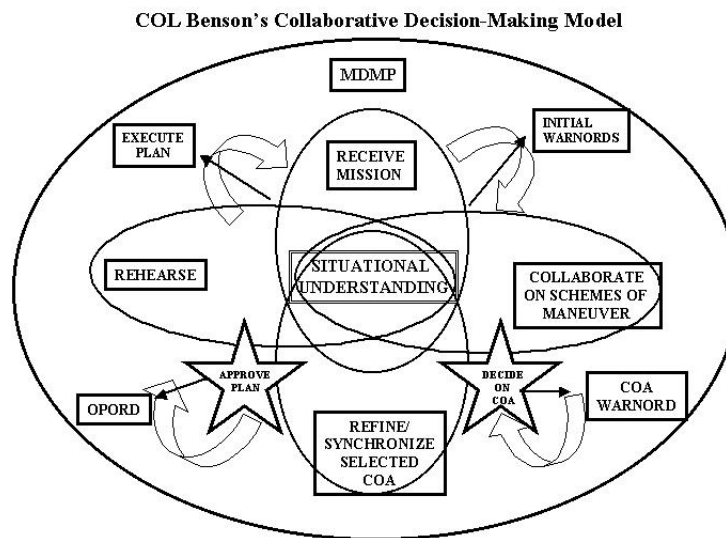 COL Benson's Collaborative Decision-Making Model
MDMP
EXECUTE
PLAN
INITIAL
WARNORDS
RECEIVE
MISSION
REHEARSE
SITUATIONAL
UNDERSTANDING
COLLABORATE
ON SCHEMES OF
MANEUVER
APPROVE
PLAN
DECIDE
ON
COA
OPORD
COA
WARNORD
REFINE/
SYNCHRONIZE
SELECTED
COA